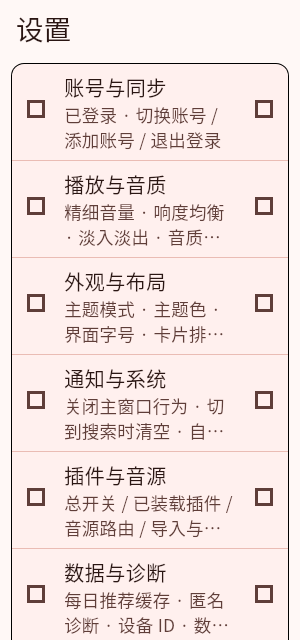 设置
账号与同步
已登录 · 切换账号 /
添加账号 / 退出登录
播放与音质
精细音量 · 响度均衡
· 淡入淡出 · 音质…
外观与布局
主题模式 · 主题色 ·
界面字号 · 卡片排…
通知与系统
关闭主窗口行为 · 切
到搜索时清空 · 自…
插件与音源
总开关 / 已装载插件 /
音源路由 / 导入与…
数据与诊断
每日推荐缓存 · 匿名
诊断 · 设备 ID · 数…